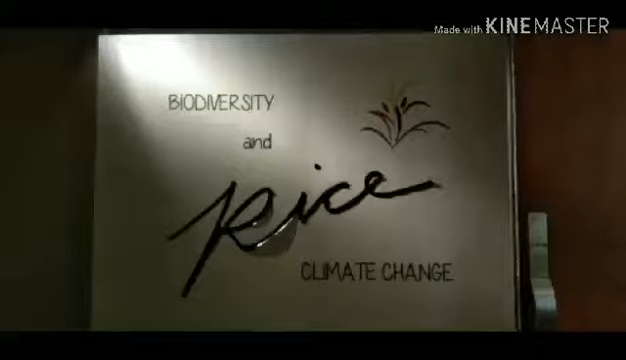 Made with KINEMASTER
BIODIVERSITY
and
Rice
CLIMATE CHANGE